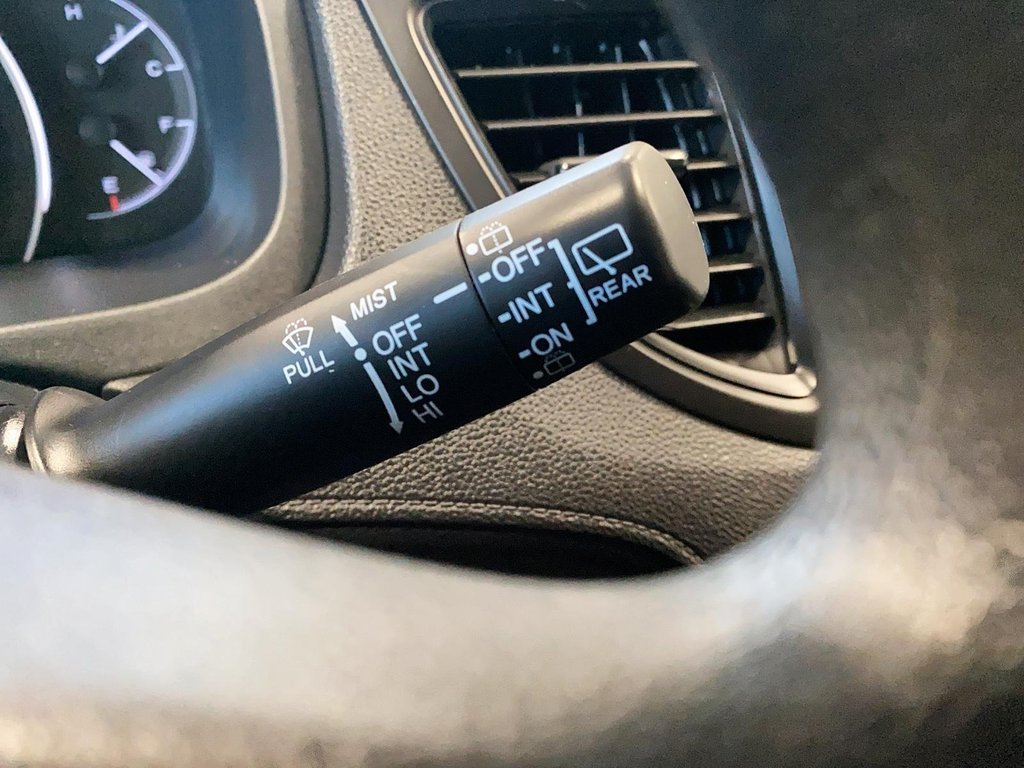 H
C
F
E
MIST
OFF
INT
LO
HI
PULL
OFF
INT
ON
REAR